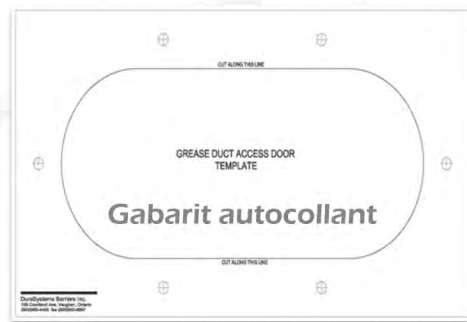 CUT ALONG THIS LINE
GREASE DUCT ACCESS DOOR
TEMPLATE
Gabarit autocollant
CUT ALONG THIS LINE
DuraSystems Barriers Inc.